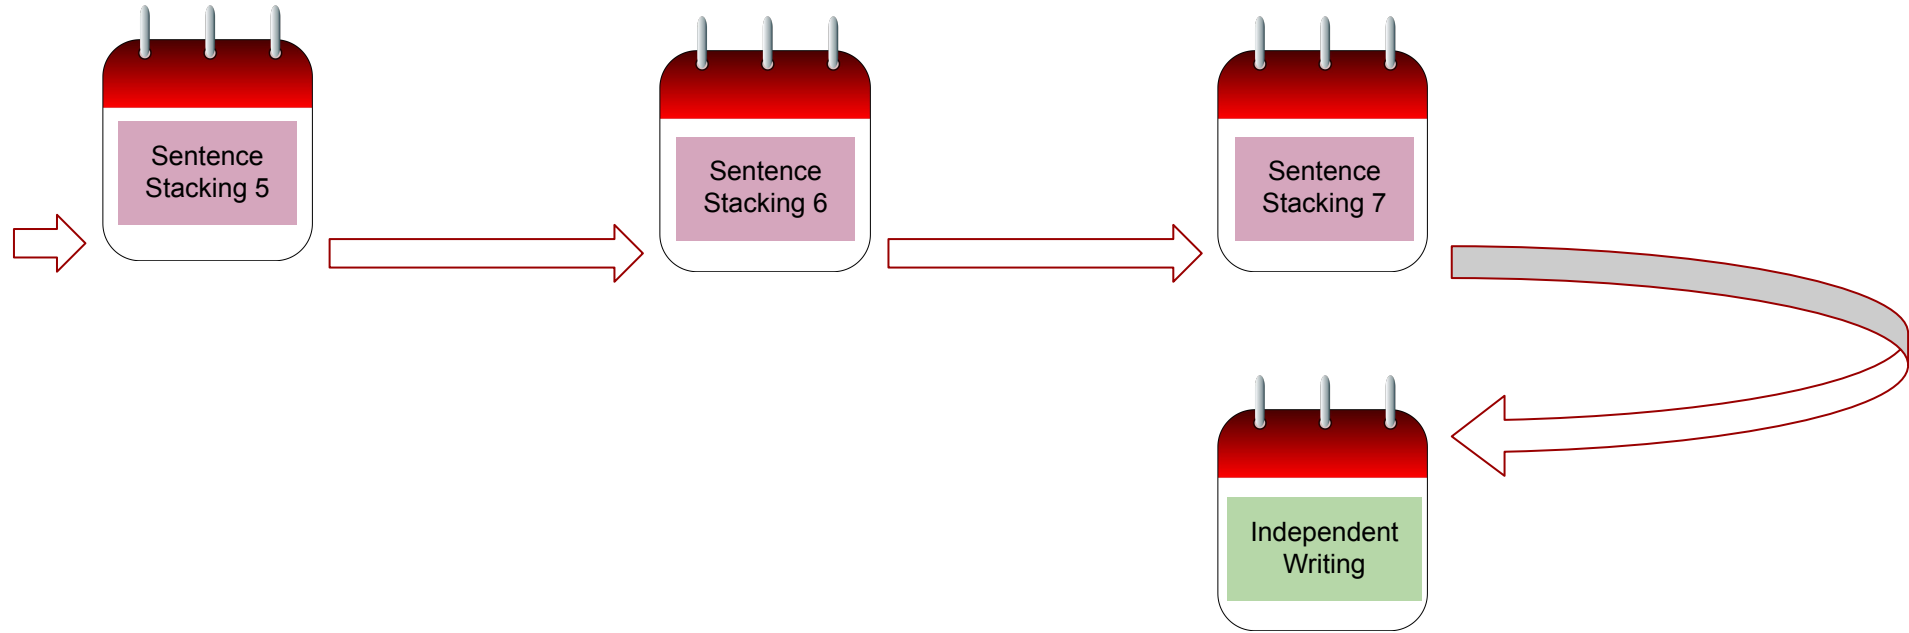 Sentence
Stacking 5
Sentence
Stacking 6
Sentence
Stacking 7
Independent
Writing